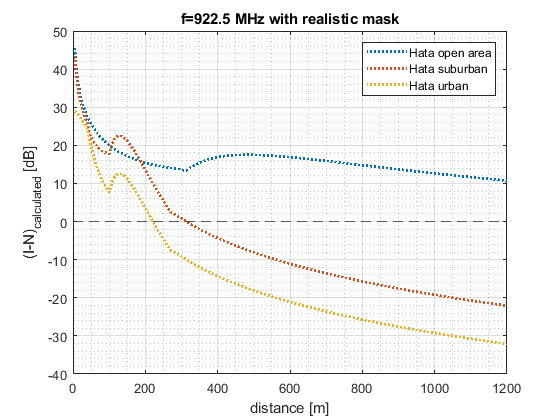 f=922.5 MHz with realistic mask
50
40
30
20
10
0
-10
-20
-30
-40
(I-N)calculated [dB]
Hata open area
Hata suburban
Hata urban
0
200
400
600
800
1000
1200
distance [m]